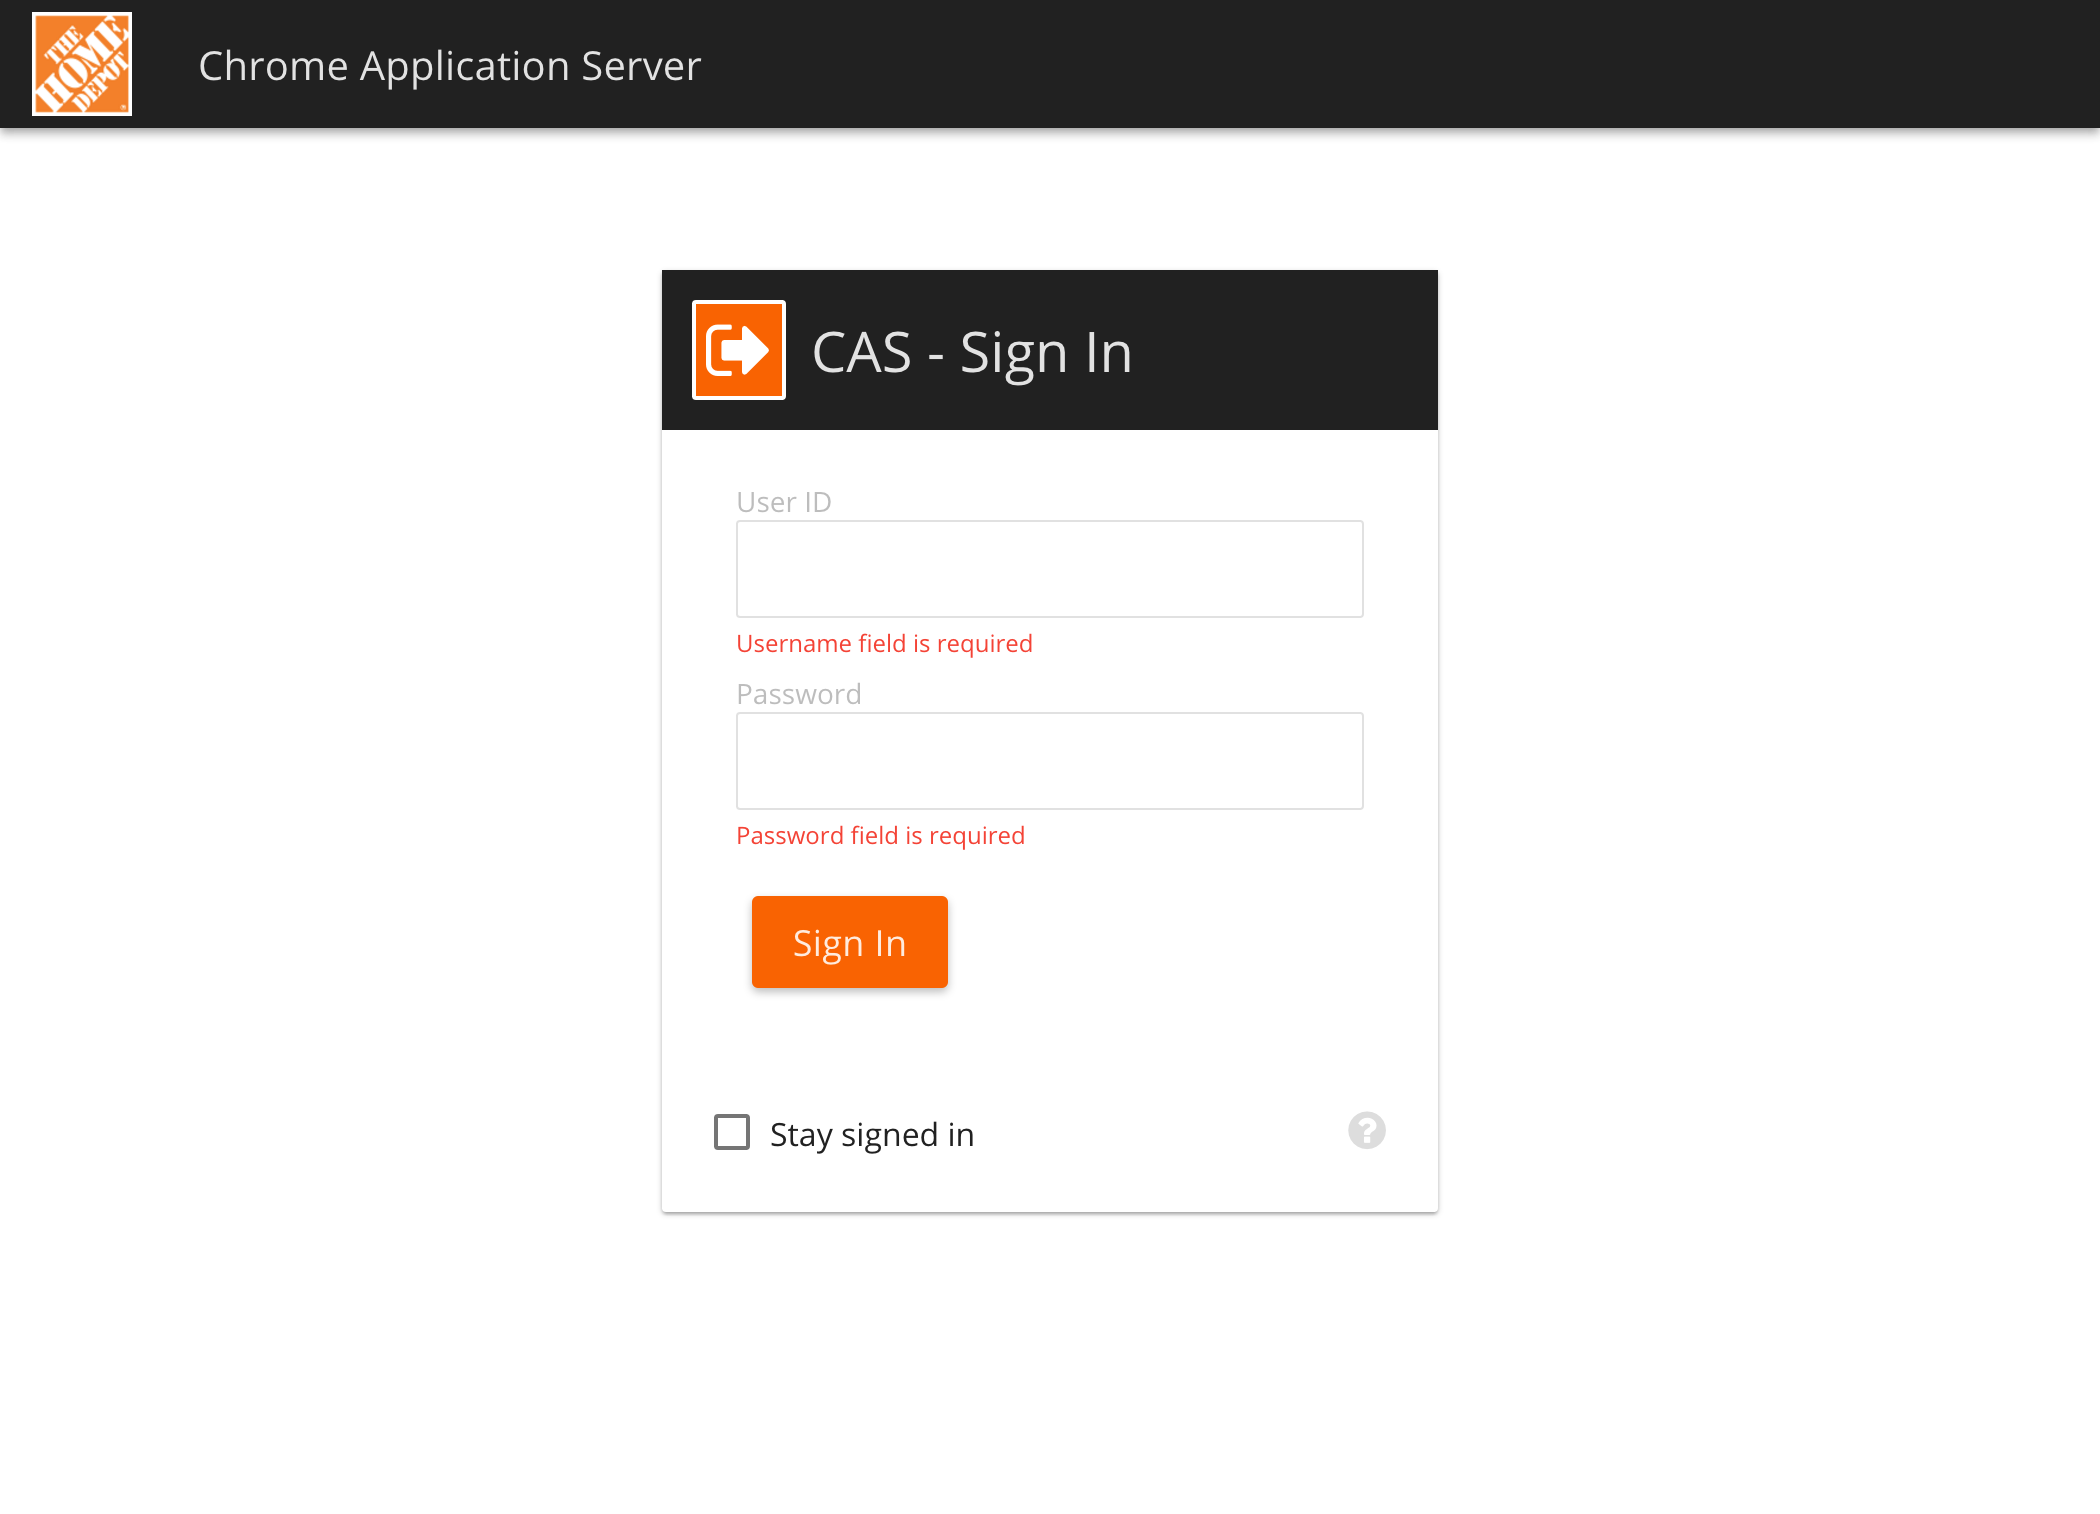 THE
HOME
DEPOT
Chrome Application Server
CAS - Sign In
User ID
Username field is required
Password
Password field is required
Sign In
Stay signed in
?